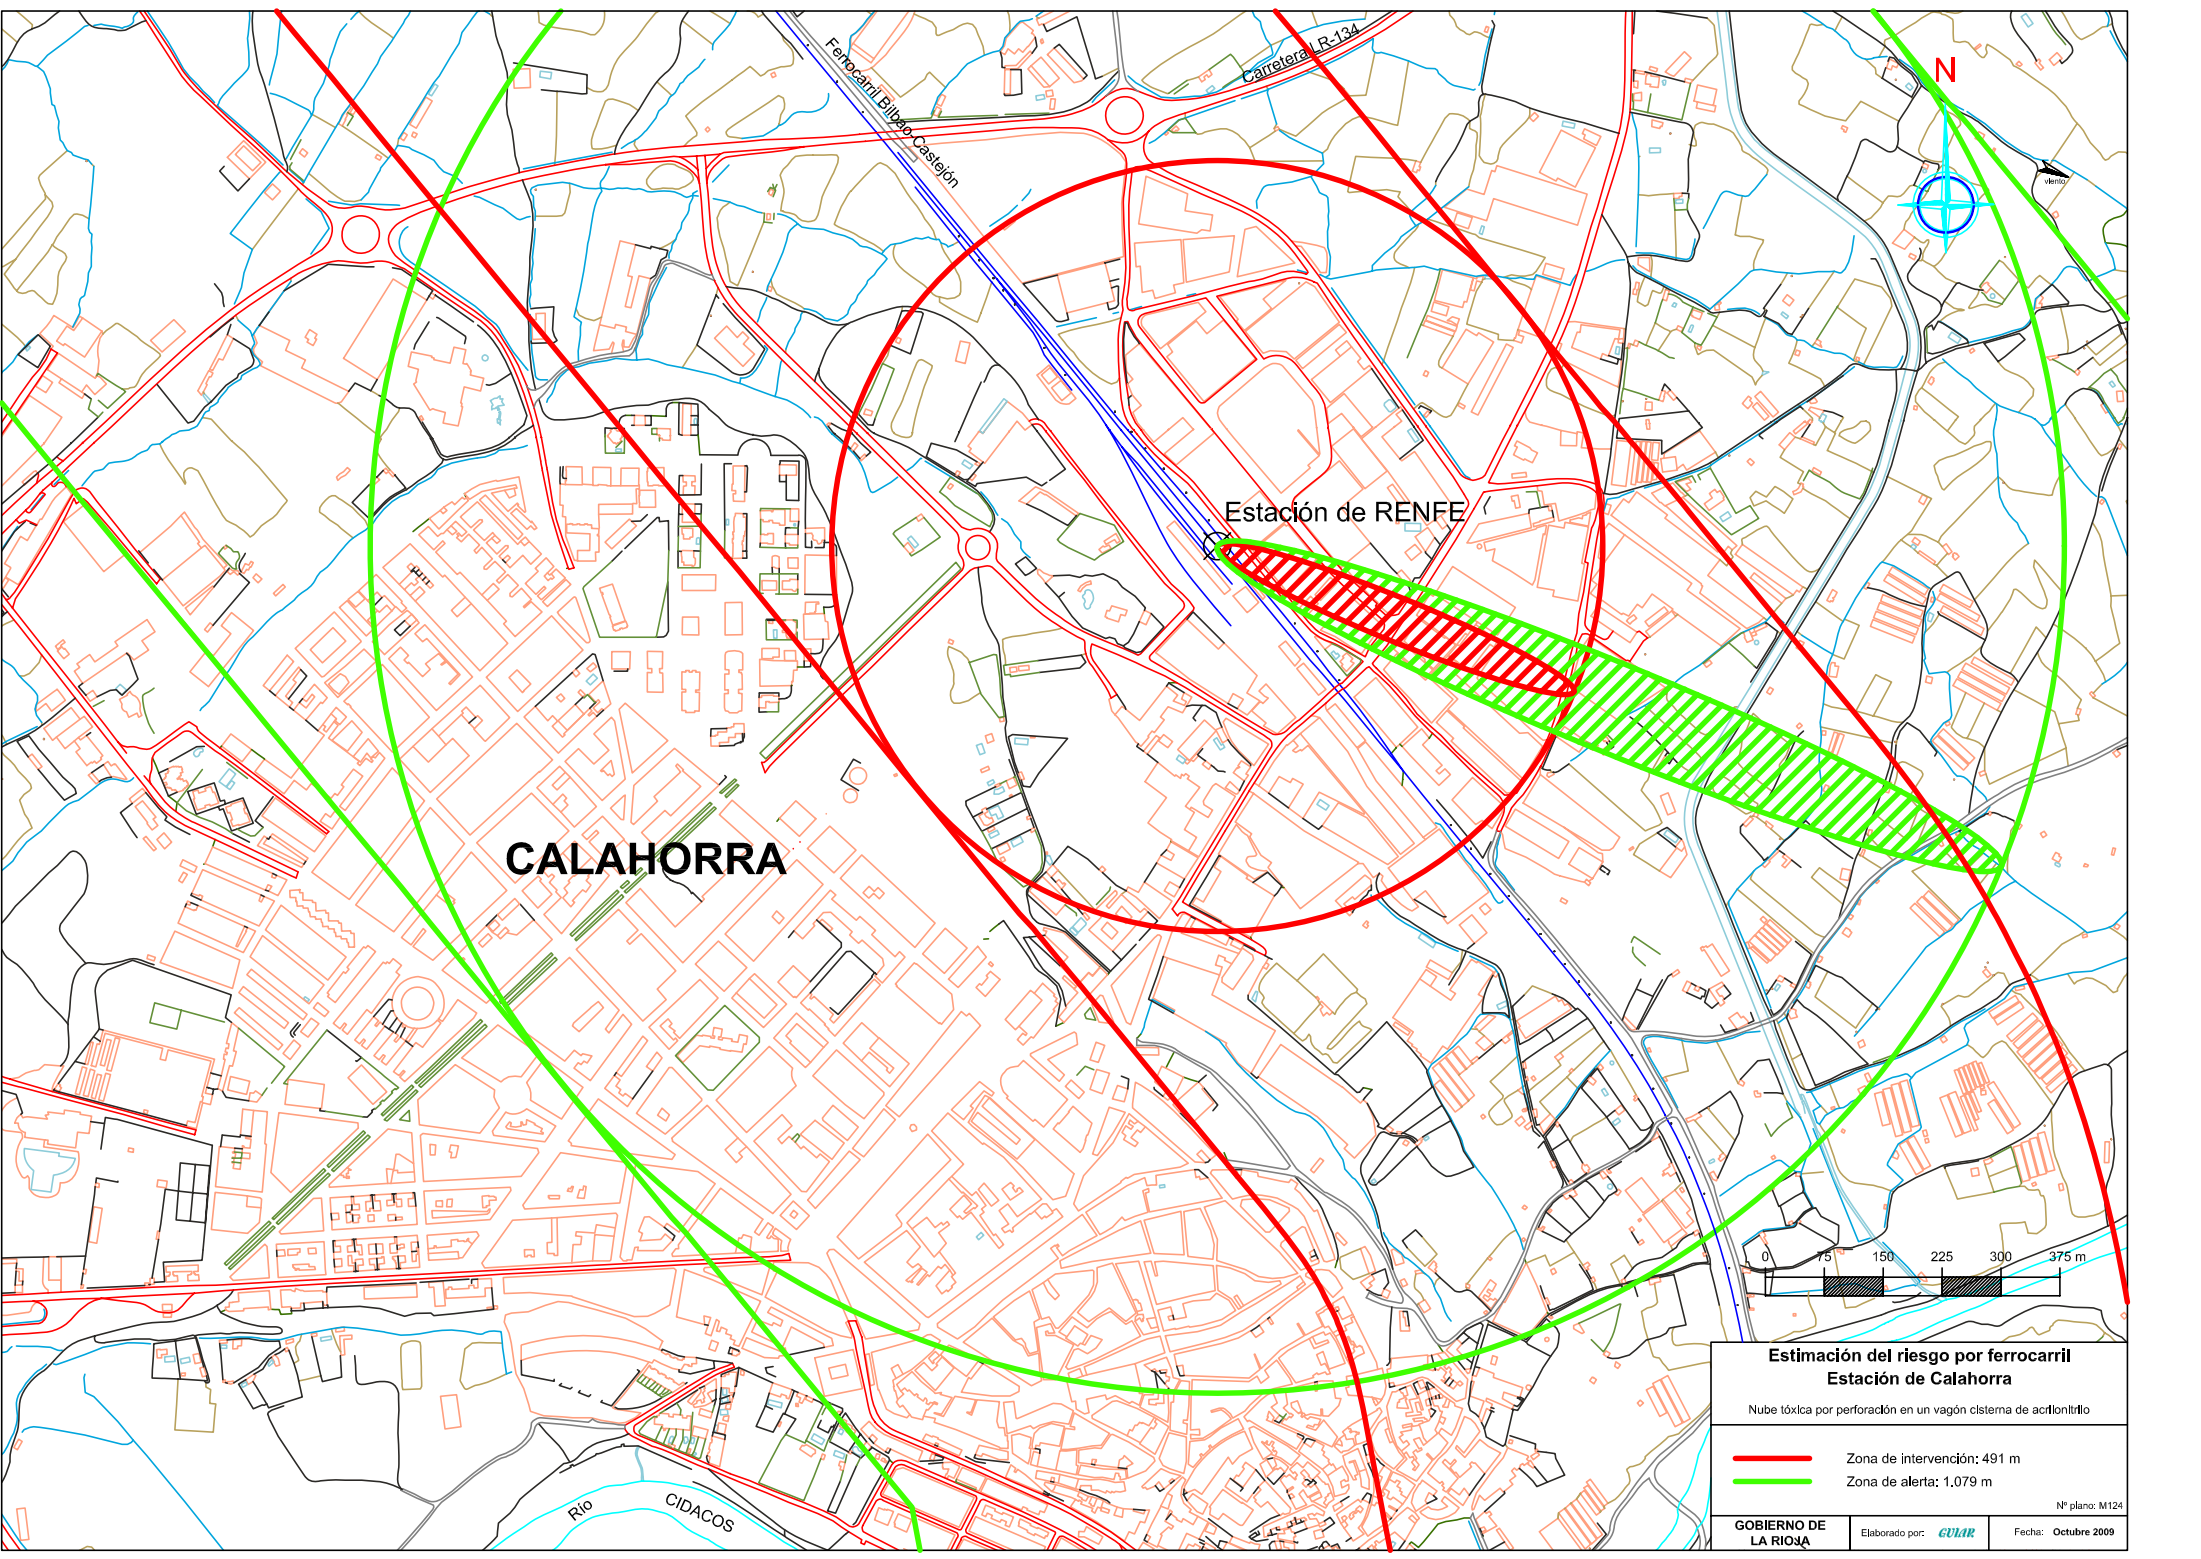 Carretera LR-134
Ferrocarril Bilbao-Castejón
N
viento
Estación de RENFE
CALAHORRA
0 75 150 225 300 375 m
Estimación del riesgo por ferrocarril
Estación de Calahorra
Nube tóxica por perforación en un vagón cisterna de acrilonitrilo
Zona de intervención: 491 m
Zona de alerta: 1.079 m
Nº plano: M124
GOBIERNO DE
LA RIOJA
Elaborado por: GUIAR
Fecha: Octubre 2009
Río CIDACOS